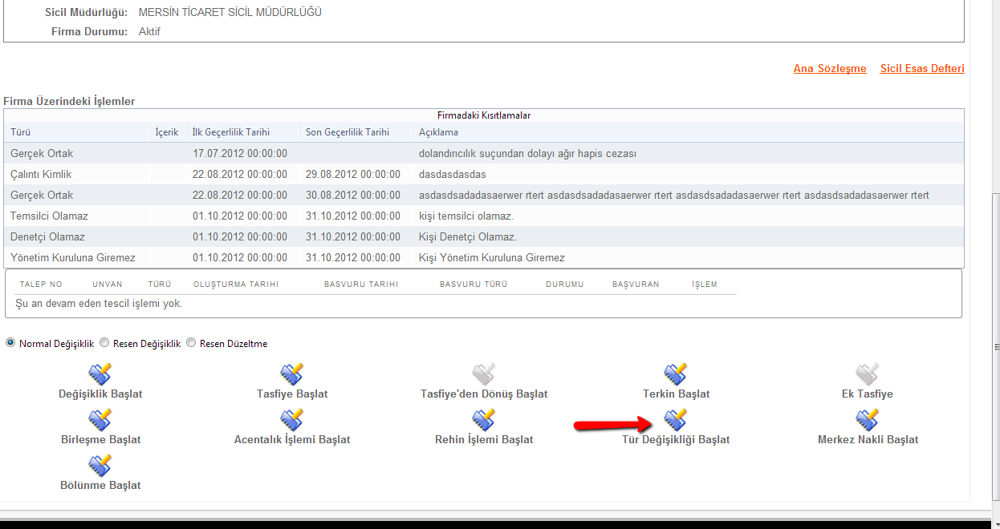 Sicil Müdürlüğü: MERSİN TİCARET SİCİL MÜDÜRLÜĞÜ
Firma Durumu: Aktif
Ana Sözleşme Sicil Esas Defteri
Firma Üzerindeki İşlemler
Firmadaki Kısıtlamalar
Türü İçerik İlk Geçerlilik Tarihi Son Geçerlilik Tarihi Açıklama
Gerçek Ortak 17.07.2012 00:00:00 dolandırıcılık suçundan dolayı ağır hapis cezası
Çalıntı Kimlik 22.08.2012 00:00:00 29.08.2012 00:00:00 dasdasdasdas
Gerçek Ortak 22.08.2012 00:00:00 30.08.2012 00:00:00 asdasdsadadasaerwer rtert asdasdsadadasaerwer rtert asdasdsadadasaerwer rtert asdasdsadadasaerwer rtert
Temsilci Olamaz 01.10.2012 00:00:00 31.10.2012 00:00:00 kişi temsilci olamaz.
Denetçi Olamaz 01.10.2012 00:00:00 31.10.2012 00:00:00 Kişi Denetçi Olamaz.
Yönetim Kuruluna Giremez 01.10.2012 00:00:00 31.10.2012 00:00:00 Kişi Yönetim Kuruluna Giremez
TALEP NO UNVAN TÜRÜ OLUŞTURMA TARIHI BASVURU TARIHI BASVURU TÜRÜ DURUMU BAŞVURAN İŞLEM
Şu an devam eden tescil işlemi yok.
Normal Değişiklik Resen Değişiklik Resen Düzeltme
Değişiklik Başlat Tasfiye Başlat Tasfiye'den Dönüş Başlat Terkin Başlat Ek Tasfiye
Birleşme Başlat Acentalık İşlemi Başlat Rehin İşlemi Başlat Tür Değişikliği Başlat Merkez Nakli Başlat
Bölünme Başlat